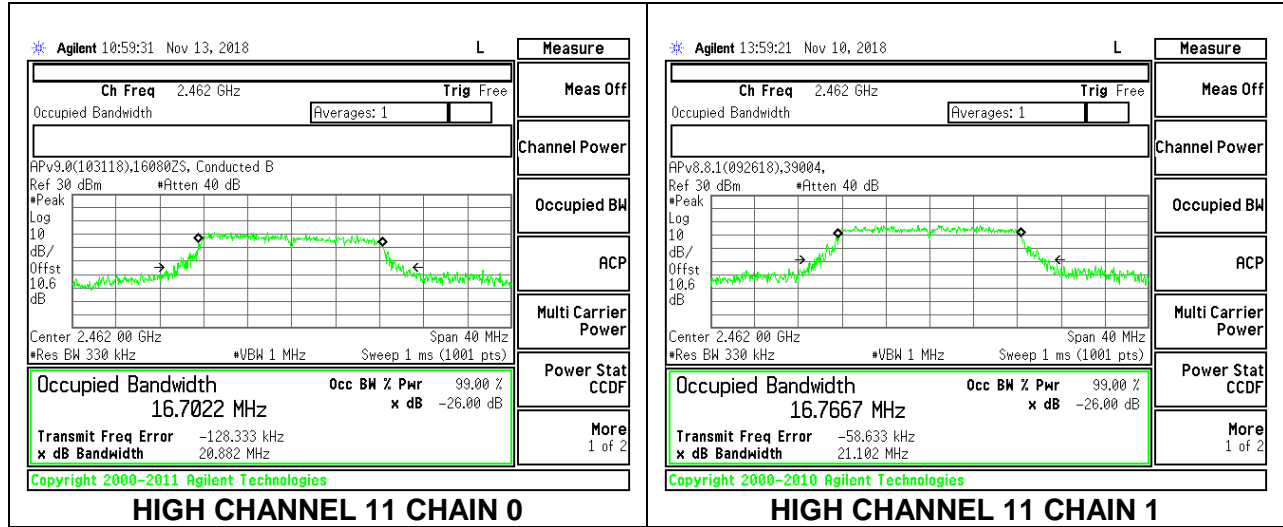 Agilent 10:59:31 Nov 13, 2018 L
Measure
Ch Freq 2.462 GHz Trig Free
Occupied Bandwidth Averages: 1
APv9.0(103118),16080ZS, Conducted B
Ref 30 dBm #Atten 40 dB
#Peak
Log
10
dB/
Offst
10.6
dB
Center 2.462 00 GHz Span 40 MHz
#Res BW 330 kHz #VBW 1 MHz Sweep 1 ms (1001 pts)
Occupied Bandwidth Occ BW % Pwr 99.00 %
16.7022 MHz x dB -26.00 dB
Transmit Freq Error -128.333 kHz
x dB Bandwidth 20.882 MHz
Meas Off
Channel Power
Occupied BW
ACP
Multi Carrier
Power
Power Stat
CCDF
More
1 of 2
Copyright 2000-2011 Agilent Technologies
HIGH CHANNEL 11 CHAIN 0
Agilent 13:59:21 Nov 10, 2018 L
Measure
Ch Freq 2.462 GHz Trig Free
Occupied Bandwidth Averages: 1
APv8.8.1(092618),39004,
Ref 30 dBm #Atten 40 dB
#Peak
Log
10
dB/
Offst
10.6
dB
Center 2.462 00 GHz Span 40 MHz
#Res BW 330 kHz #VBW 1 MHz Sweep 1 ms (1001 pts)
Occupied Bandwidth Occ BW % Pwr 99.00 %
16.7667 MHz x dB -26.00 dB
Transmit Freq Error -58.633 kHz
x dB Bandwidth 21.102 MHz
Meas Off
Channel Power
Occupied BW
ACP
Multi Carrier
Power
Power Stat
CCDF
More
1 of 2
Copyright 2000-2010 Agilent Technologies
HIGH CHANNEL 11 CHAIN 1